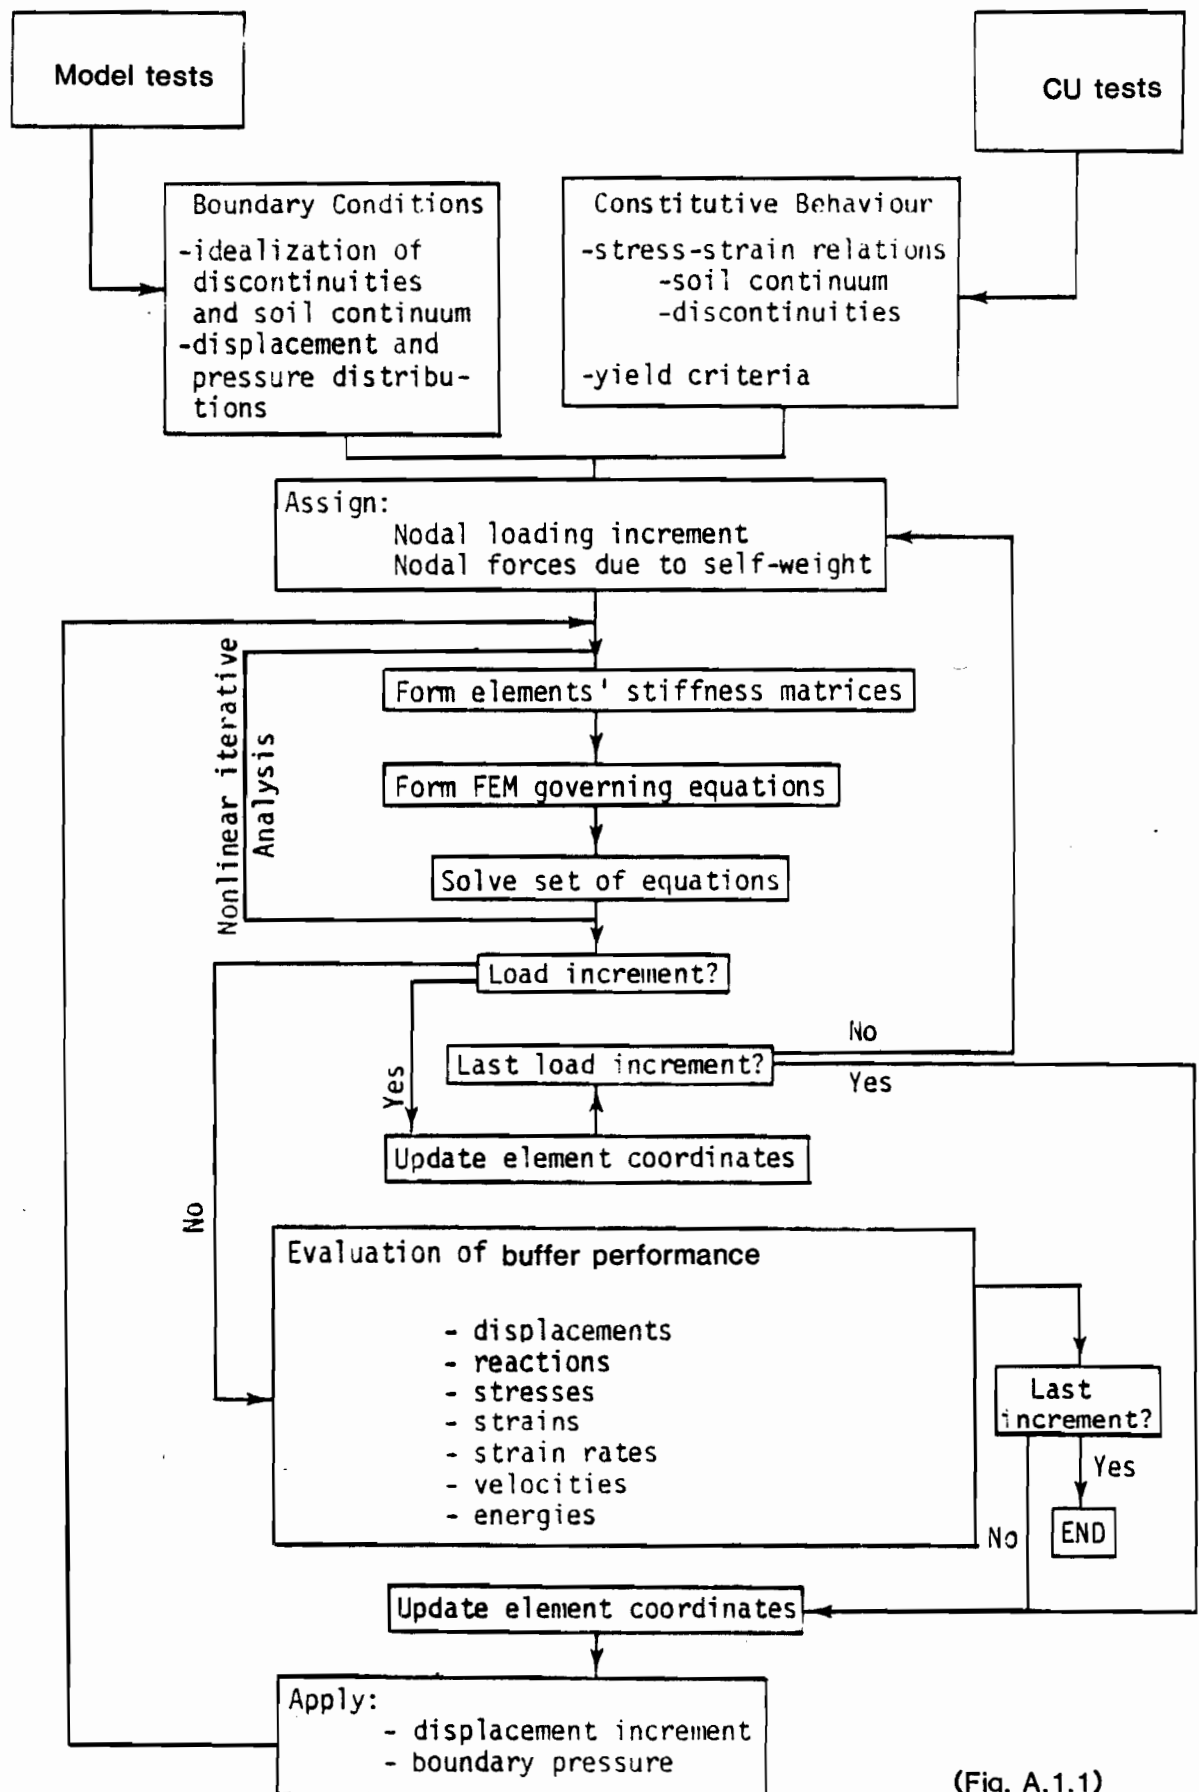 Model tests
CU tests
Boundary Conditions
-idealization of
discontinuities
and soil continuum
-displacement and
pressure distribu-
tions
Constitutive Behaviour
-stress-strain relations
-soil continuum
-discontinuities
-yield criteria
Assign:
Nodal loading increment
Nodal forces due to self-weight
Nonlinear iterative
Analysis
Form elements' stiffness matrices
Form FEM governing equations
Solve set of equations
Load increment?
No
Last load increment?
Yes
Yes
Update element coordinates
No
Evaluation of buffer performance
- displacements
- reactions
- stresses
- strains
- strain rates
- velocities
- energies
Last
increment?
Yes
No
END
Update element coordinates
Apply:
- displacement increment
- boundary pressure
(Fig. A.1.1)